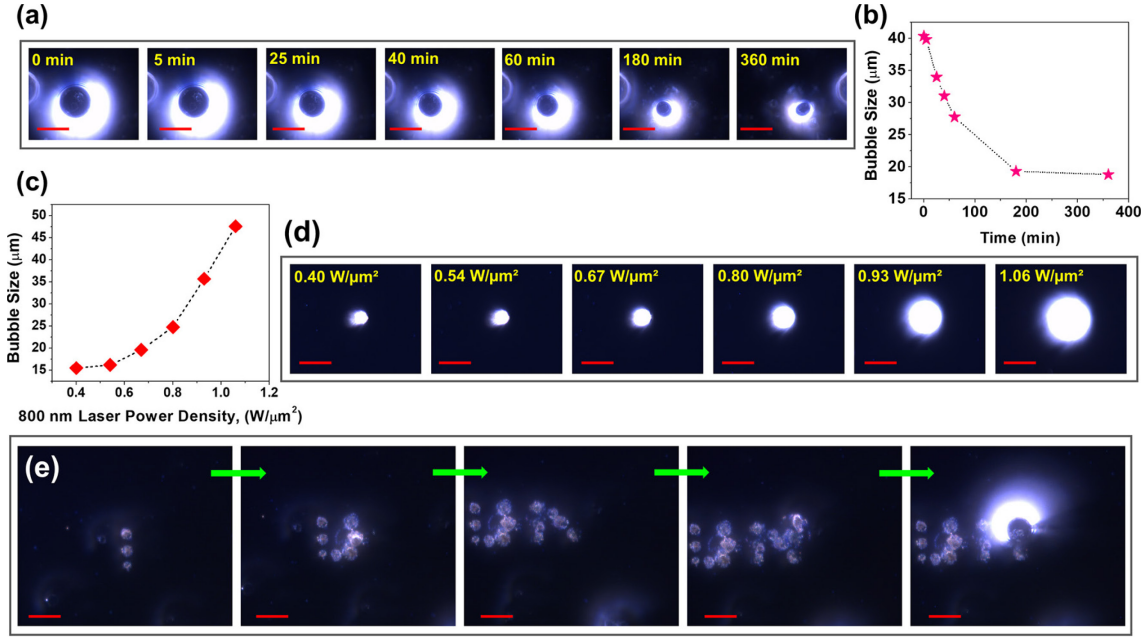 (a)
0 min
5 min
25 min
40 min
60 min
180 min
360 min
(b)
Bubble Size (μm)
40
35
30
25
20
15
0
100
200
300
400
Time (min)
(c)
Bubble Size (μm)
50
45
40
35
30
25
20
15
0.4
0.6
0.8
1.0
1.2
800 nm Laser Power Density, (W/μm²)
(d)
0.40 W/μm²
0.54 W/μm²
0.67 W/μm²
0.80 W/μm²
0.93 W/μm²
1.06 W/μm²
(e)